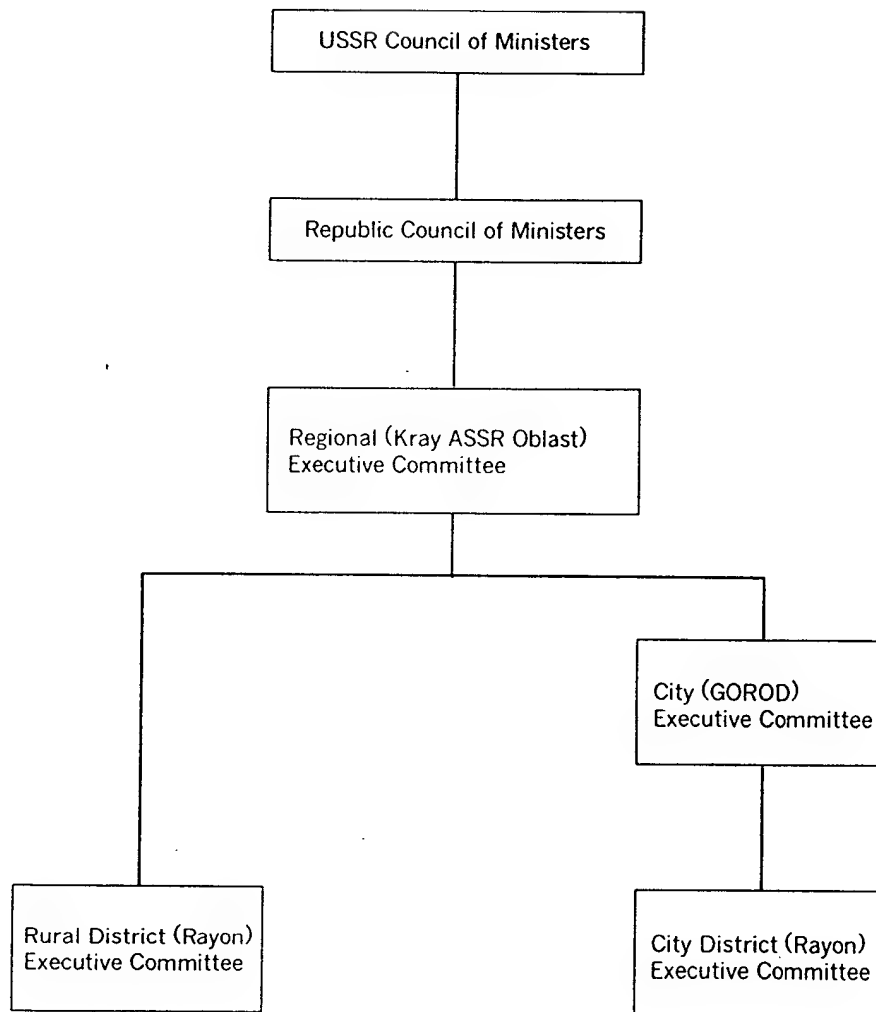 USSR Council of Ministers
Republic Council of Ministers
Regional (Kray ASSR Oblast)
Executive Committee
City (GOROD)
Executive Committee
Rural District (Rayon)
Executive Committee
City District (Rayon)
Executive Committee